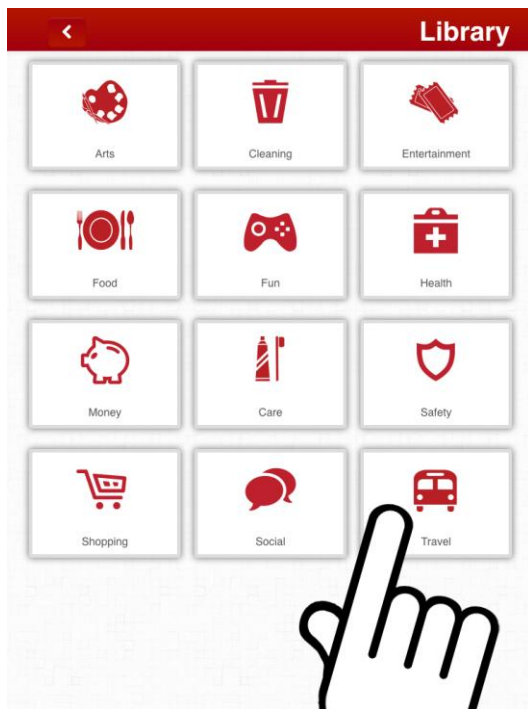 Library
Arts
Cleaning
Entertainment
Food
Fun
Health
Money
Care
Safety
Shopping
Social
Travel